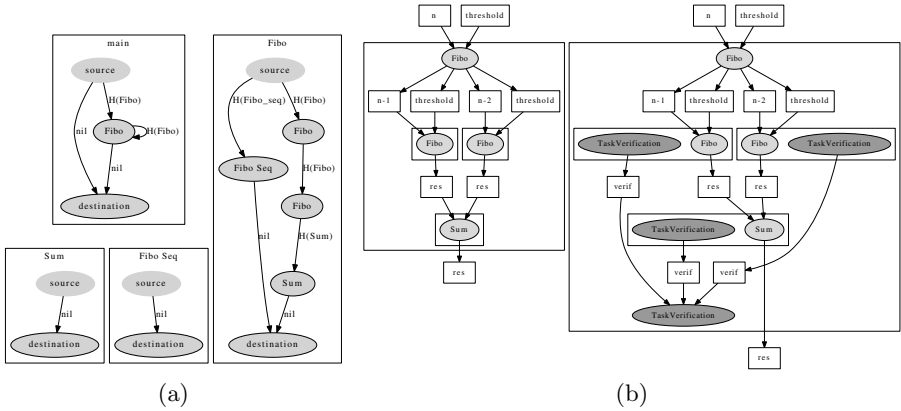 main
source
H(Fibo)
nil
Fibo
H(Fibo)
nil
destination
Sum
source
nil
destination
Fibo Seq
source
nil
destination
Fibo
source
H(Fibo_seq)
H(Fibo)
Fibo
Fibo Seq
H(Fibo)
Fibo
nil
H(Sum)
Sum
nil
destination
(a)
n
threshold
Fibo
n-1
threshold
n-2
threshold
Fibo
Fibo
res
res
Sum
res
n
threshold
Fibo
n-1
threshold
n-2
threshold
TaskVerification
Fibo
Fibo
TaskVerification
verif
res
res
TaskVerification
Sum
verif
verif
TaskVerification
res
(b)